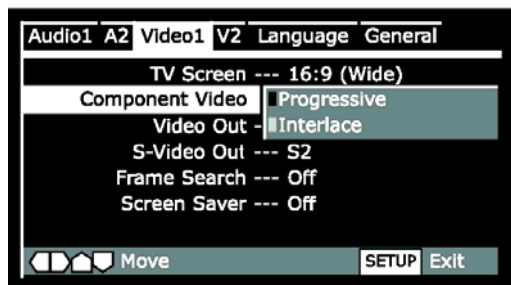 Audio1 A2 Video1 V2 Language General
TV Screen --- 16:9 (Wide)
Component Video Progressive
Video Out - Interlace
S-Video Out --- S2
Frame Search --- Off
Screen Saver --- Off
Move SETUP Exit